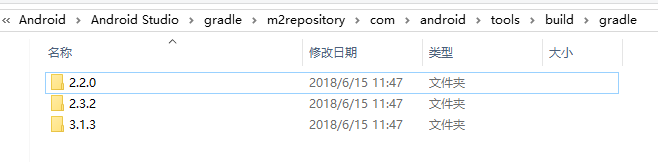 « Android › Android Studio › gradle › m2repository › com › android › tools › build › gradle
名称 修改日期 类型 大小
2.2.0 2018/6/15 11:47 文件夹
2.3.2 2018/6/15 11:47 文件夹
3.1.3 2018/6/15 11:47 文件夹